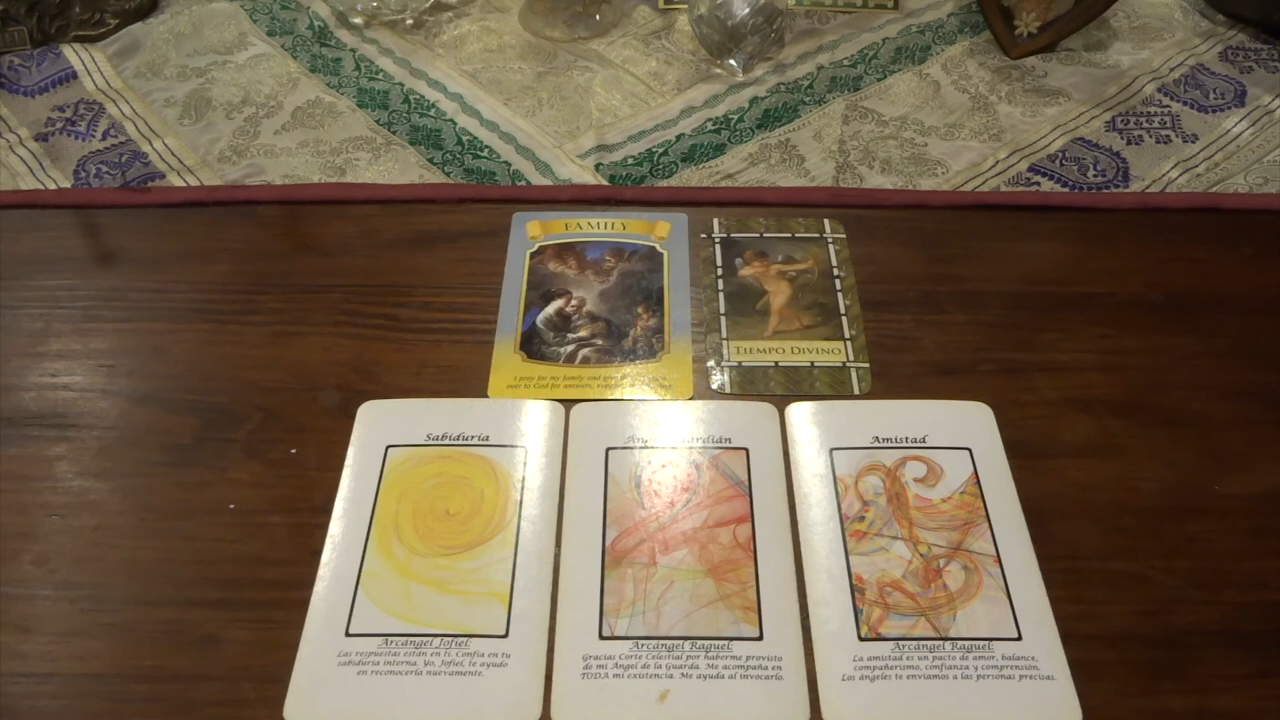 FAMILY
I pray for my family and
over to God for answers,
TIEMPO DIVINO
Sabiduría
Arcángel Jofiel:
Las respuestas están en ti. Confía en tu
sabiduría interna. Yo, Jofiel, te ayudo
en reconocerla nuevamente.
Arcángel Raguel:
Gracias Corte Celestial por haberme provisto
de mi Ángel de la Guarda. Me acompaña en
TODA mi existencia. Me ayuda al invocarlo.
Amistad
Arcángel Raguel:
La amistad es un pacto de amor, balance,
compañerismo, confianza y comprensión.
Los ángeles te enviamos a las personas precisas.